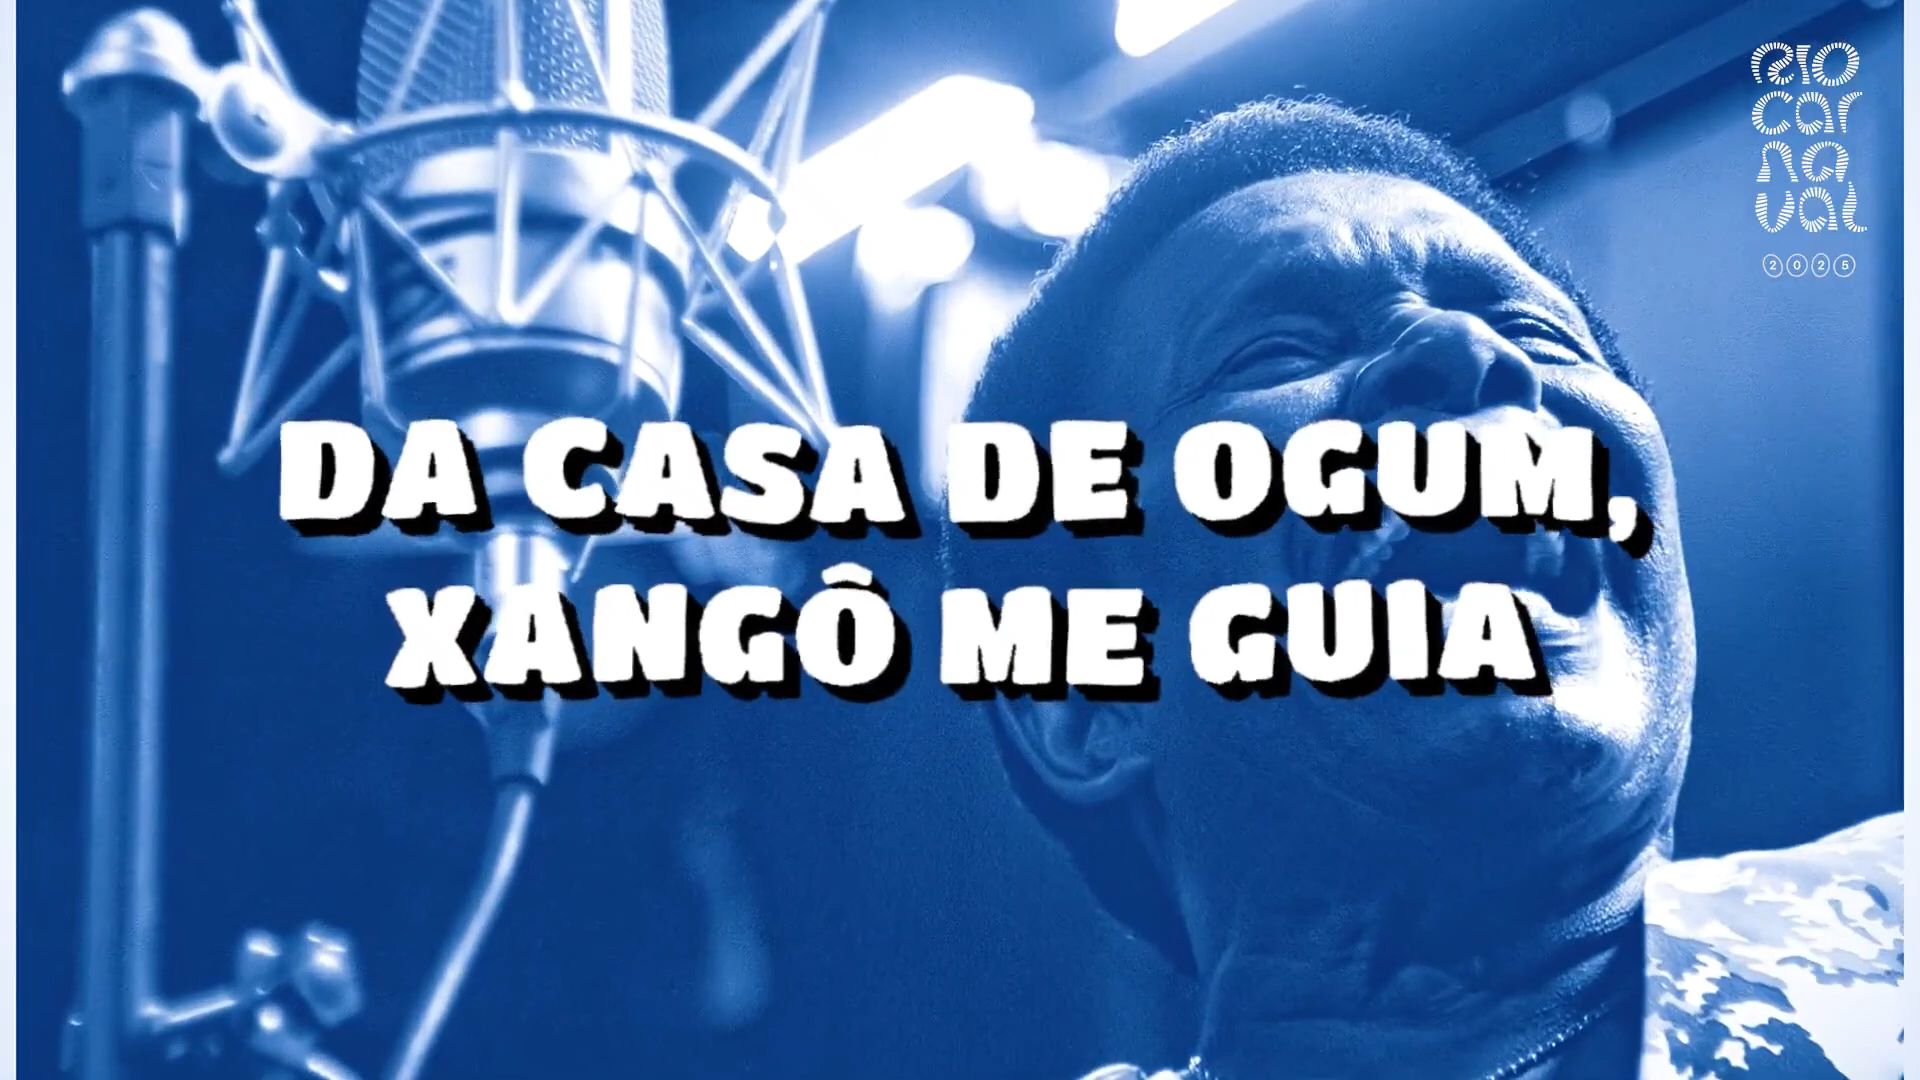 RIO
CAR
NA
VAL
2025
DA CASA DE OGUM,
XANGÔ ME GUIA